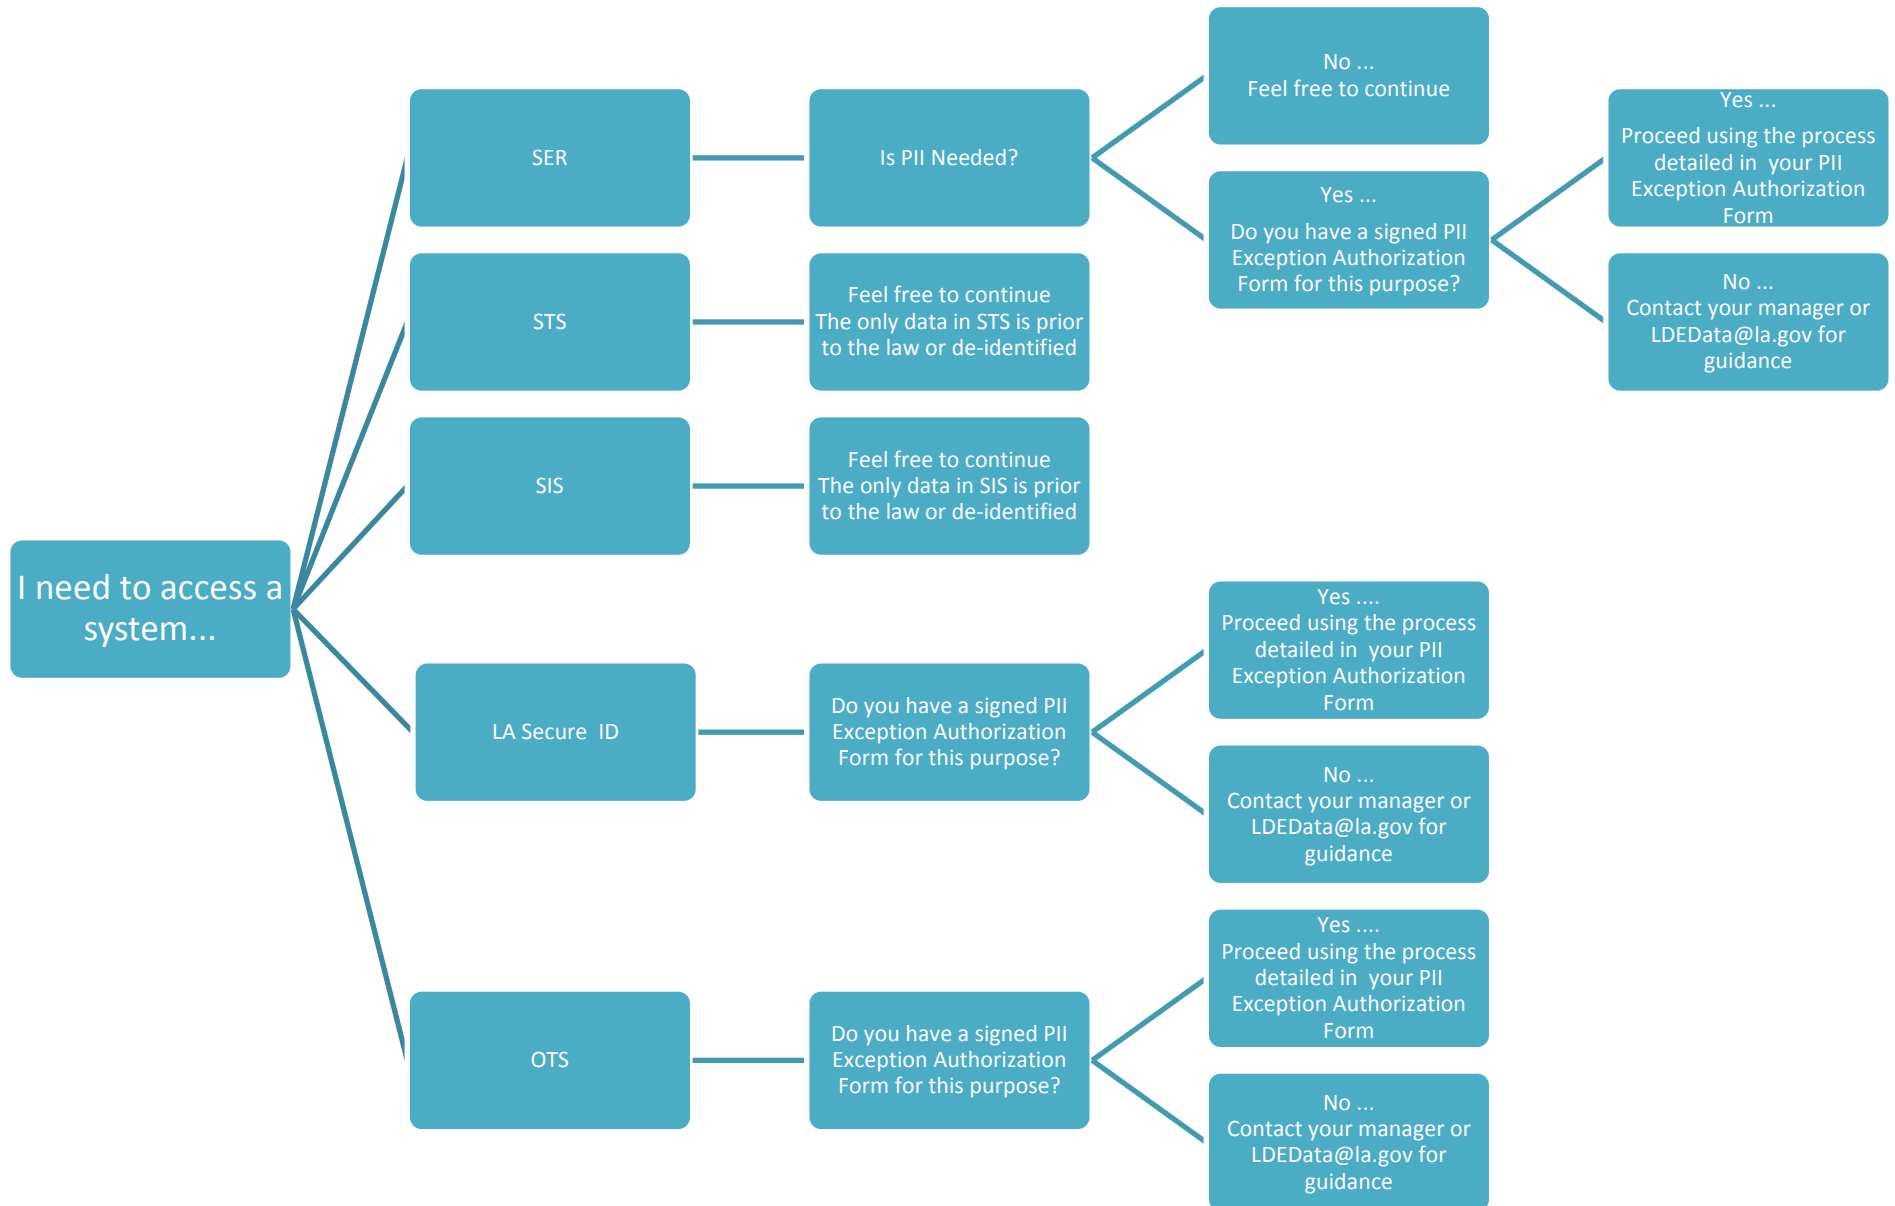 I need to access a
system...
SER
Is PII Needed?
No ...
Feel free to continue
Yes ...
Do you have a signed PII
Exception Authorization
Form for this purpose?
Yes ...
Proceed using the process
detailed in  your PII
Exception Authorization
Form
No ...
Contact your manager or
LDEData@la.gov for
guidance
STS
Feel free to continue
The only data in STS is prior
to the law or de-identified
SIS
Feel free to continue
The only data in SIS is prior
to the law or de-identified
LA Secure  ID
Do you have a signed PII
Exception Authorization
Form for this purpose?
Yes ....
Proceed using the process
detailed in  your PII
Exception Authorization
Form
No ...
Contact your manager or
LDEData@la.gov for
guidance
OTS
Do you have a signed PII
Exception Authorization
Form for this purpose?
Yes ....
Proceed using the process
detailed in  your PII
Exception Authorization
Form
No ...
Contact your manager or
LDEData@la.gov for
guidance